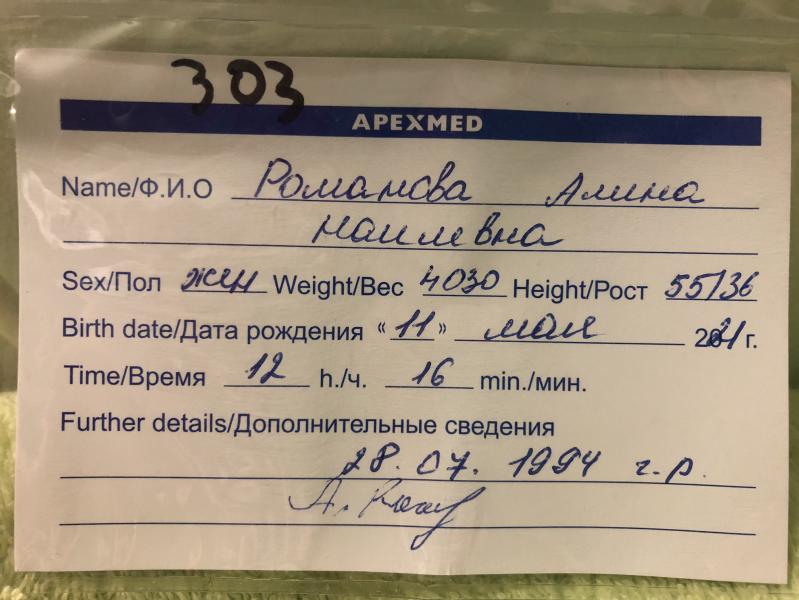 303
APEXMED
Name/Ф.И.О Романова Алина
Наилевна
Sex/Пол жен Weight/Вес 4030 Height/Рост 55/36
Birth date/Дата рождения "11" мая 2021 г.
Time/Время 12 h./ч. 16 min./мин.
Further details/Дополнительные сведения
28.07.1994 г.р.